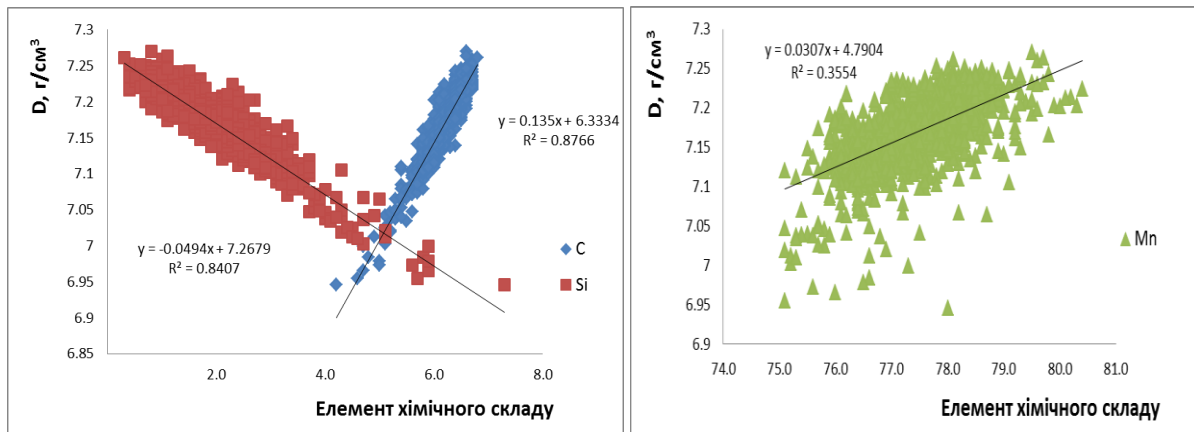 7.3
7.25
7.2
7.15
7.1
7.05
7
6.95
6.9
6.85
D, г/см³
y = 0.135x + 6.3334
R² = 0.8766
y = -0.0494x + 7.2679
R² = 0.8407
C
Si
2.0 4.0 6.0 8.0
Елемент хімічного складу
7.3
7.25
7.2
7.15
7.1
7.05
7
6.95
6.9
D, г/см³
y = 0.0307x + 4.7904
R² = 0.3554
Mn
74.0 75.0 76.0 77.0 78.0 79.0 80.0 81.0
Елемент хімічного складу